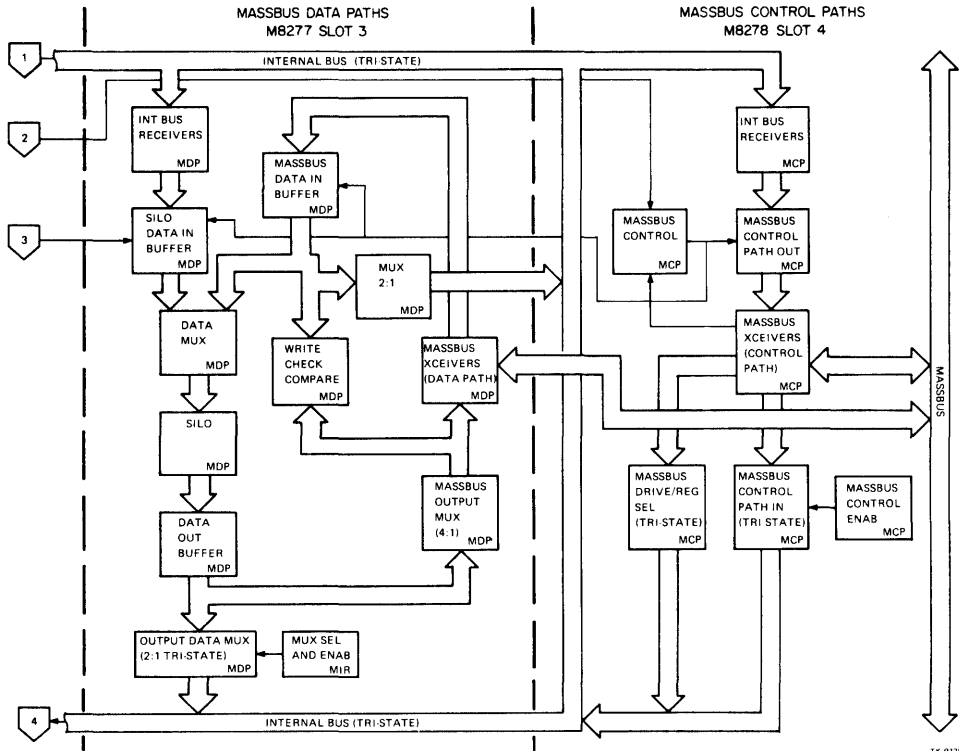 MASSBUS DATA PATHS
M8277 SLOT 3
MASSBUS CONTROL PATHS
M8278 SLOT 4
1
INTERNAL BUS (TRI-STATE)
2
INT BUS
RECEIVERS
MDP
MASSBUS
DATA IN
BUFFER
MDP
INT BUS
RECEIVERS
MCP
3
SILO
DATA IN
BUFFER
MDP
MUX
2:1
MDP
MASSBUS
CONTROL
MCP
MASSBUS
CONTROL
PATH OUT
MCP
DATA
MUX
MDP
WRITE
CHECK
COMPARE
MDP
MASSBUS
XCEIVERS
(DATA PATH)
MDP
MASSBUS
XCEIVERS
(CONTROL
PATH)
MCP
MASSBUS
SILO
MDP
DATA
OUT
BUFFER
MDP
MASSBUS
OUTPUT
MUX
(4:1)
MDP
MASSBUS
DRIVE/REG
SEL
(TRI-STATE)
MCP
MASSBUS
CONTROL
PATH IN
(TRI STATE)
MCP
MASSBUS
CONTROL
ENAB
MCP
OUTPUT DATA MUX
(2:1 TRI-STATE)
MDP
MUX SEL
AND ENAB
MIR
4
INTERNAL BUS (TRI-STATE)